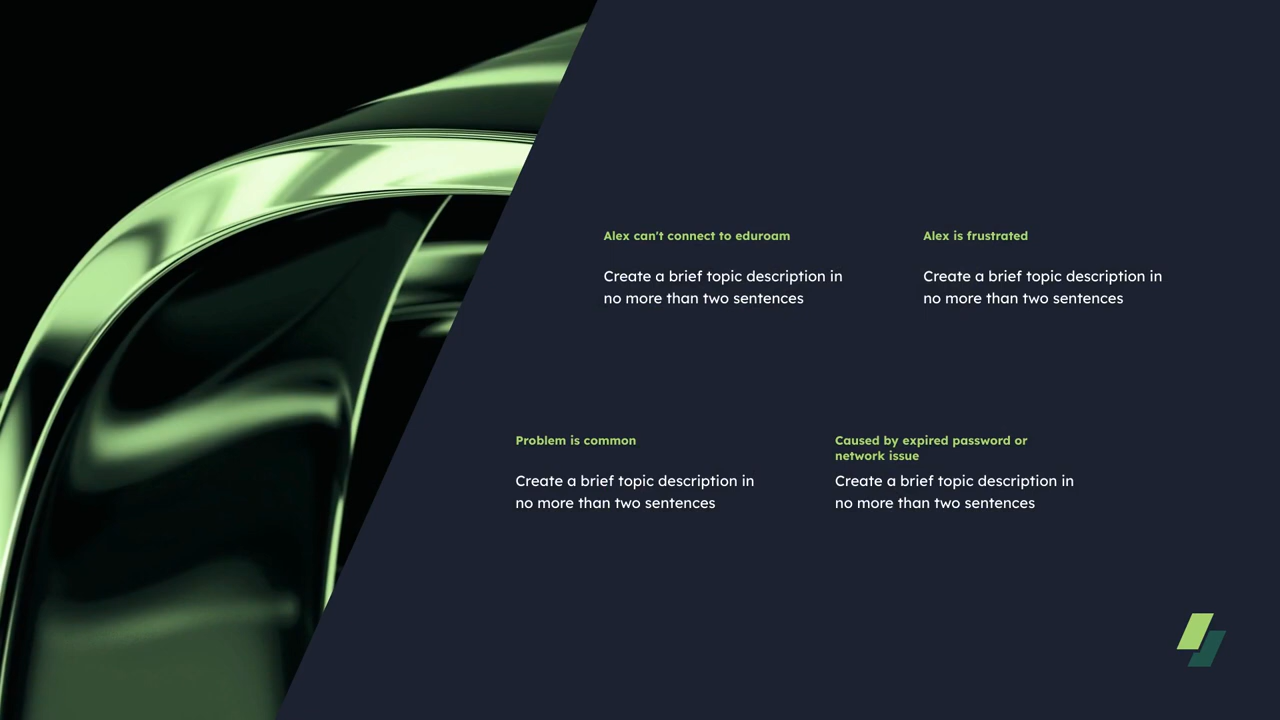 Alex can't connect to eduroam
Create a brief topic description in
no more than two sentences
Alex is frustrated
Create a brief topic description in
no more than two sentences
Problem is common
Create a brief topic description in
no more than two sentences
Caused by expired password or
network issue
Create a brief topic description in
no more than two sentences